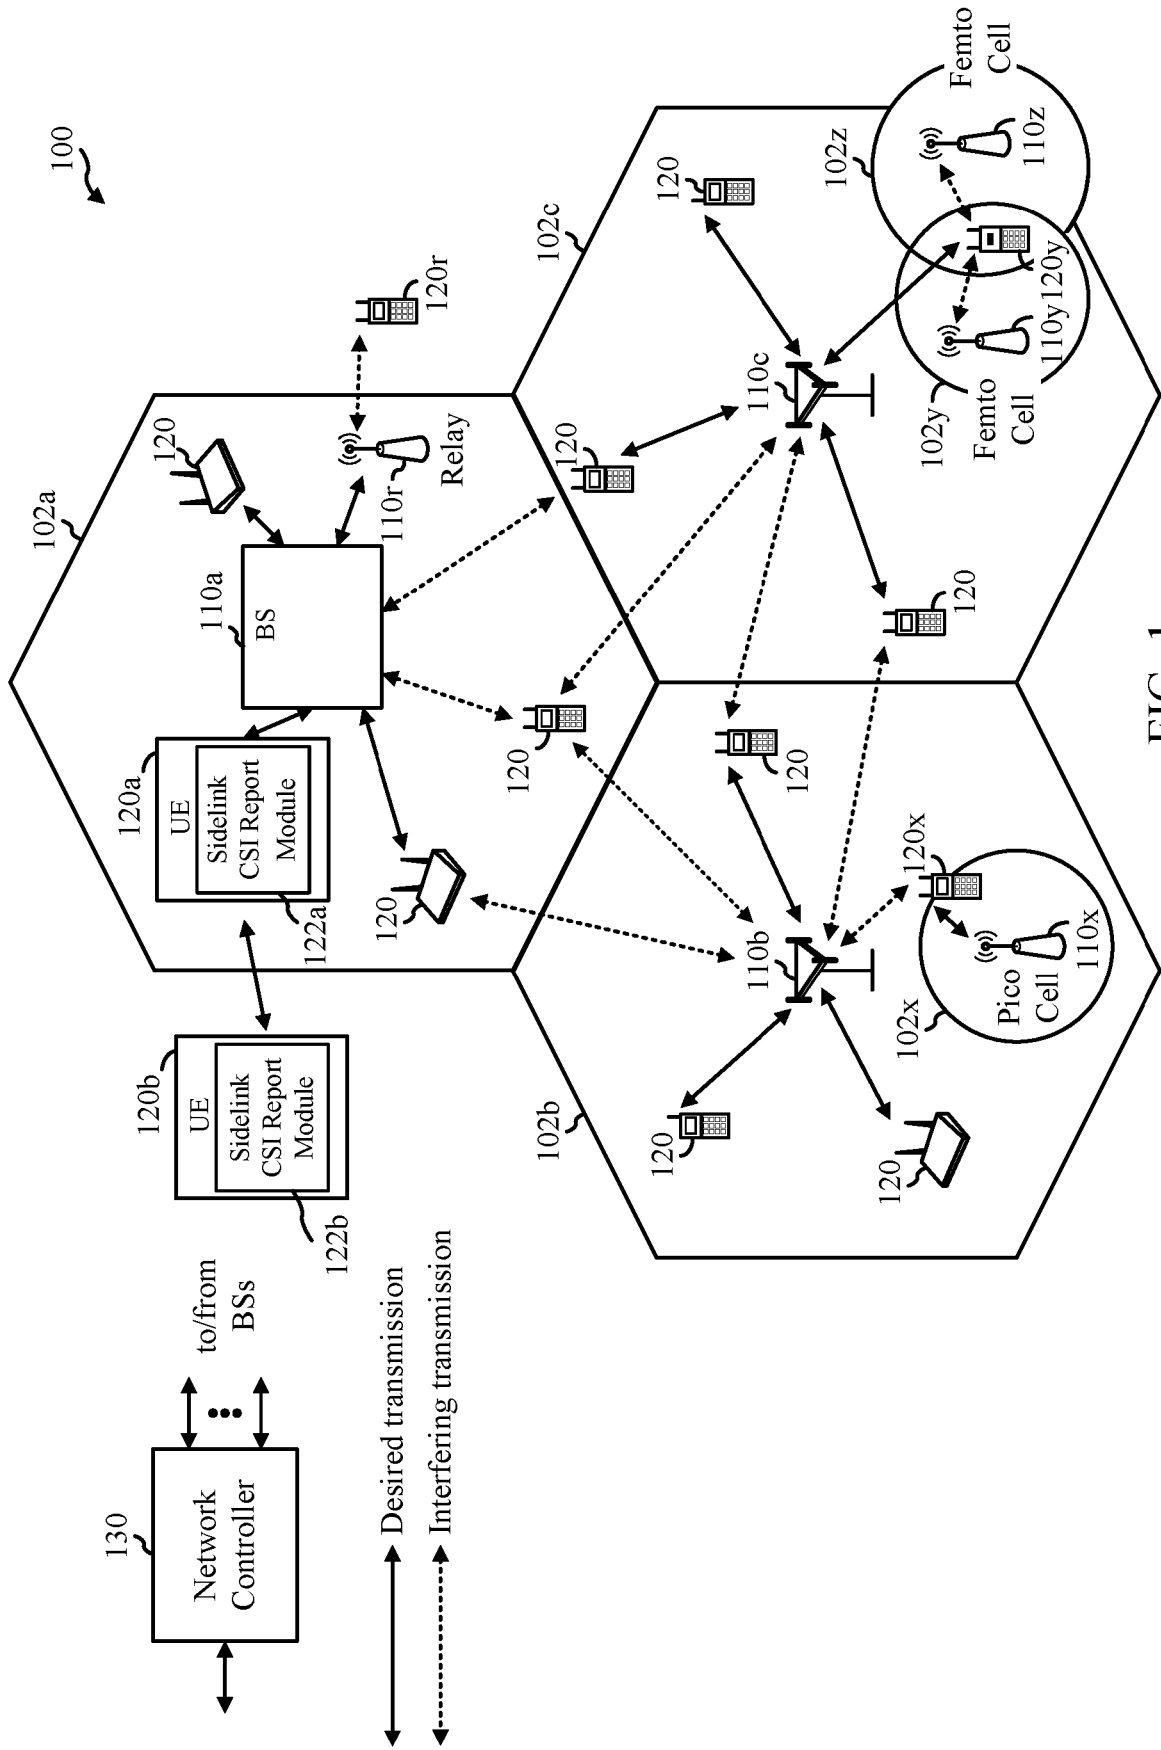 100
102a
130
Network
Controller
to/from
BSs
120b
UE
Sidelink
CSI Report
Module
122b
120a
UE
Sidelink
CSI Report
Module
122a
110a
BS
120
110r
Relay
120r
120
120
Desired transmission
Interfering transmission
102b
102c
120
120
120
110b
120
110c
120
120
120
102x
Pico
Cell
110x
120x
102y
Femto
Cell
110y
120y
102z
110z
Femto
Cell
FIG. 1